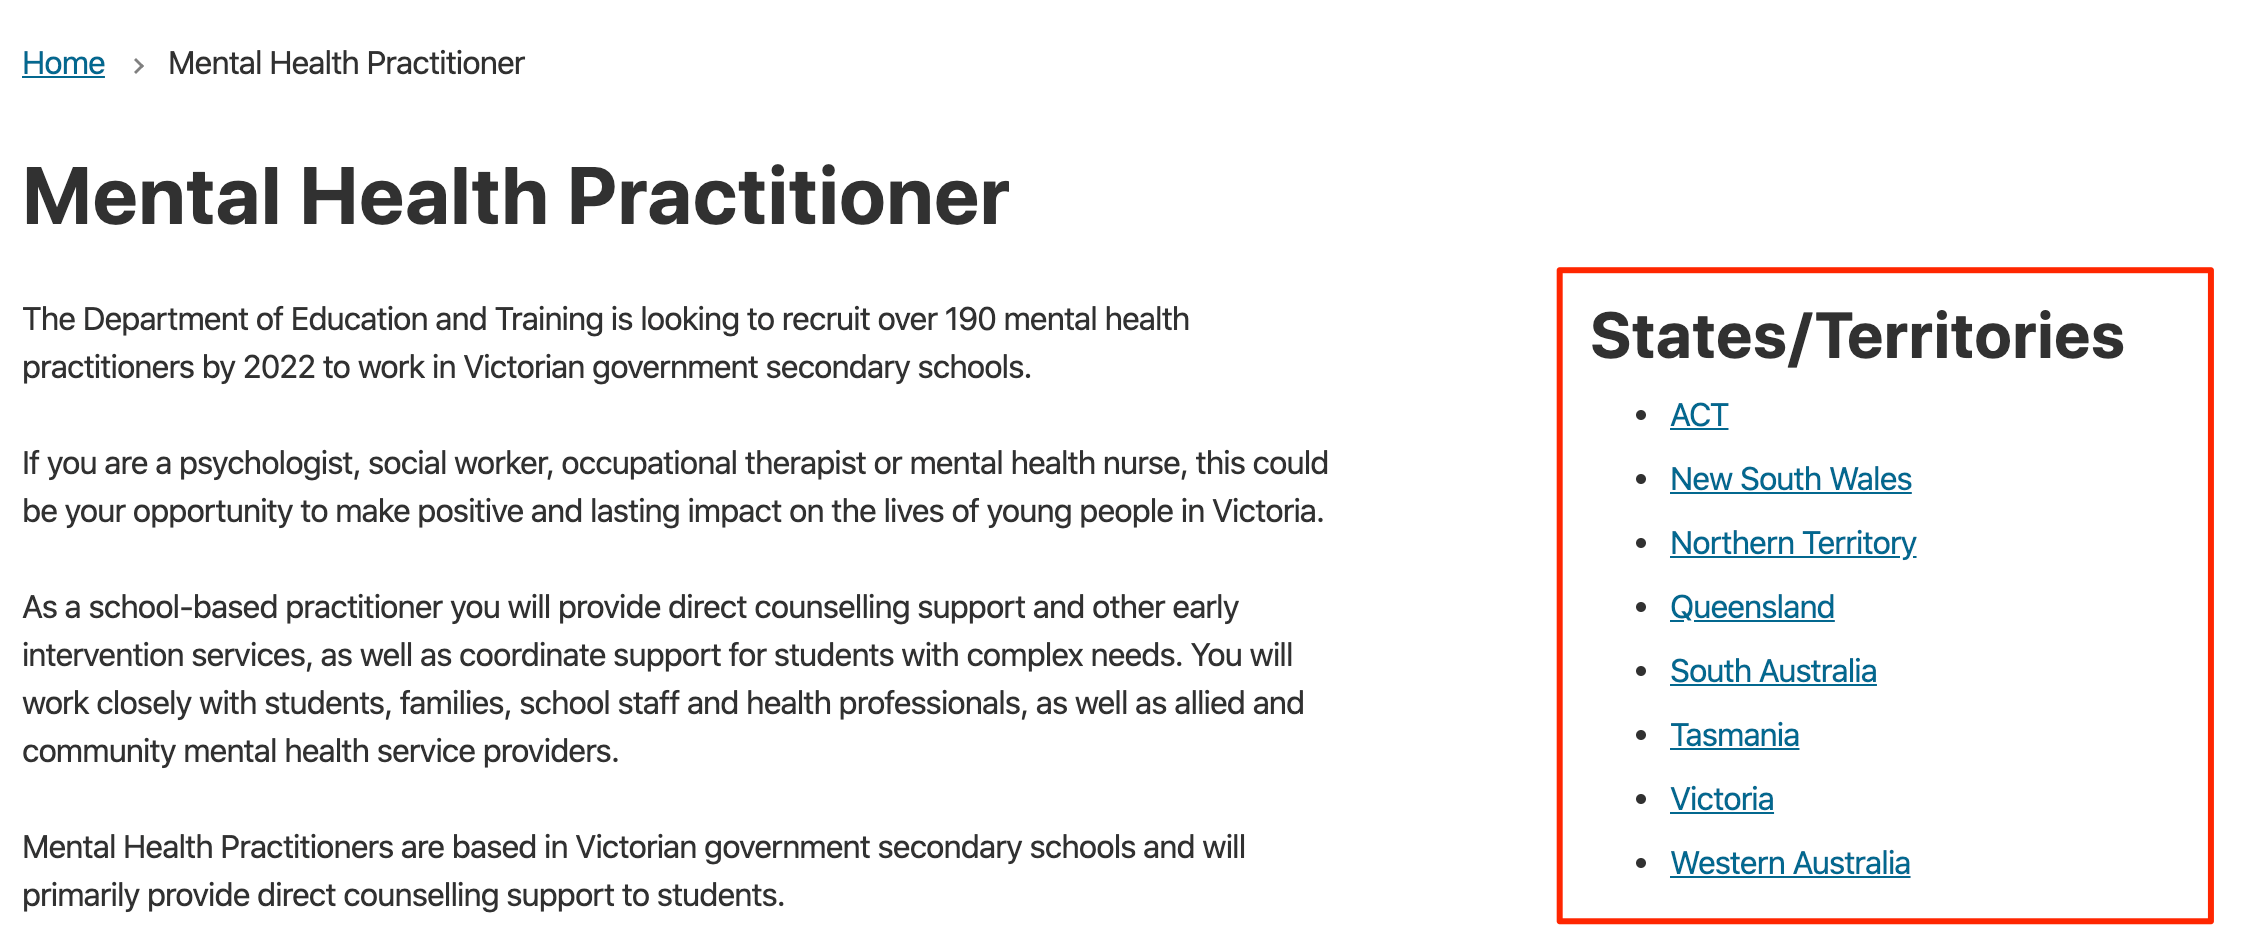 Home › Mental Health Practitioner
Mental Health Practitioner
The Department of Education and Training is looking to recruit over 190 mental health
practitioners by 2022 to work in Victorian government secondary schools.
If you are a psychologist, social worker, occupational therapist or mental health nurse, this could
be your opportunity to make positive and lasting impact on the lives of young people in Victoria.
As a school-based practitioner you will provide direct counselling support and other early
intervention services, as well as coordinate support for students with complex needs. You will
work closely with students, families, school staff and health professionals, as well as allied and
community mental health service providers.
Mental Health Practitioners are based in Victorian government secondary schools and will
primarily provide direct counselling support to students.
States/Territories
• ACT
• New South Wales
• Northern Territory
• Queensland
• South Australia
• Tasmania
• Victoria
• Western Australia